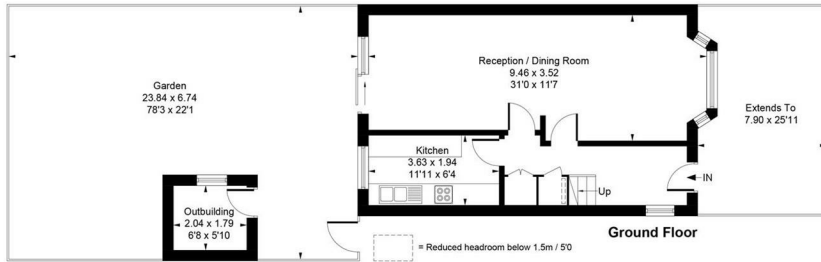 Garden
23.84 x 6.74
78'3 x 22'1
Reception / Dining Room
9.46 x 3.52
31'0 x 11'7
Extends To
7.90 x 25'11
Kitchen
3.63 x 1.94
11'11 x 6'4
IN
Up
Outbuilding
2.04 x 1.79
6'8 x 5'10
Ground Floor
= Reduced headroom below 1.5m / 5'0